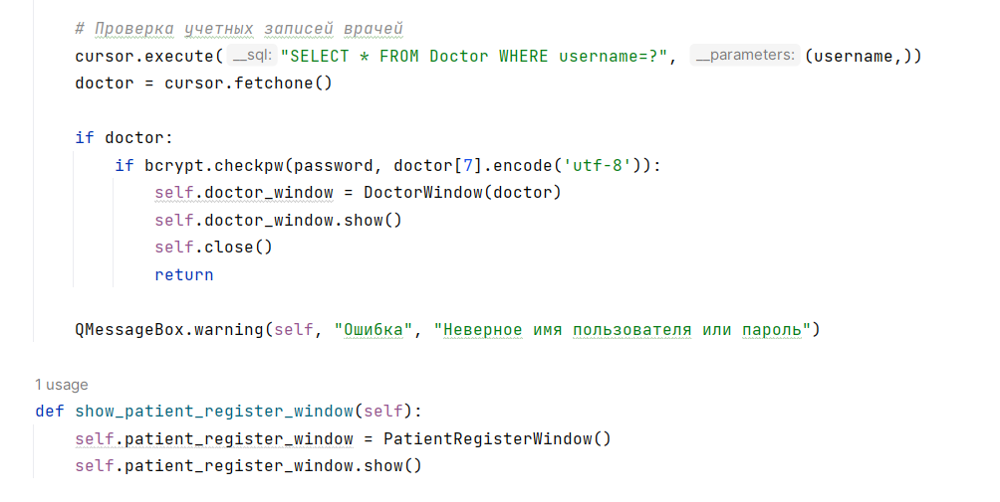 # Проверка учетных записей врачей
cursor.execute( __sql: "SELECT * FROM Doctor WHERE username=?", __parameters: (username,))
doctor = cursor.fetchone()
if doctor:
if bcrypt.checkpw(password, doctor[7].encode('utf-8')):
self.doctor_window = DoctorWindow(doctor)
self.doctor_window.show()
self.close()
return
QMessageBox.warning(self, "Ошибка", "Неверное имя пользователя или пароль")
1 usage
def show_patient_register_window(self):
self.patient_register_window = PatientRegisterWindow()
self.patient_register_window.show()